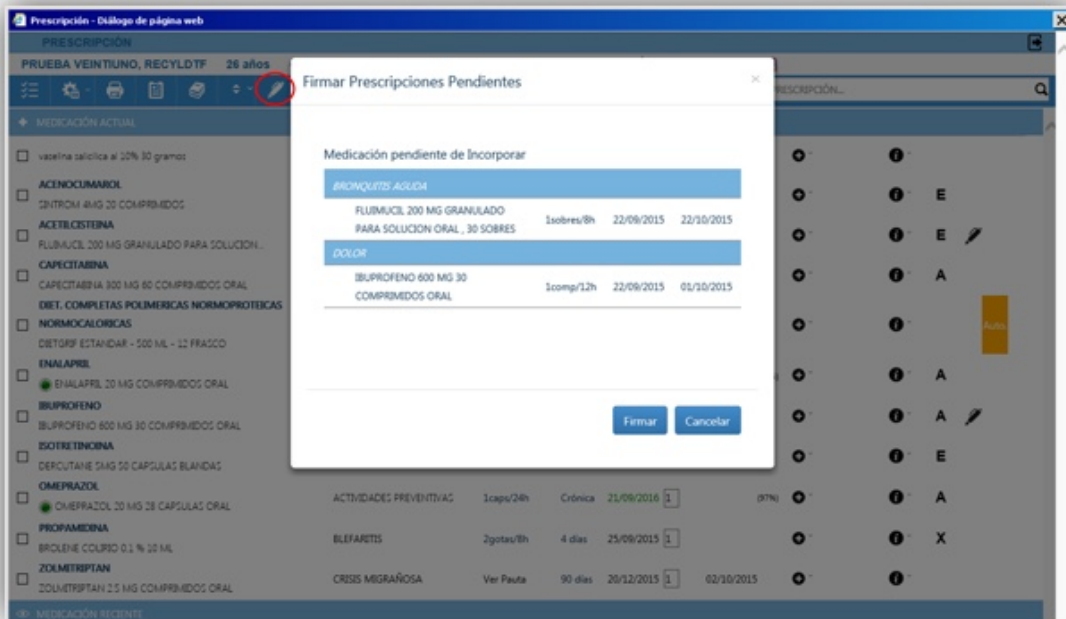 Prescripción - Diálogo de página web
PRESCRIPCIÓN
PRUEBA VEINTIUNO, RECYLDTF 26 años
Firmar Prescripciones Pendientes
RESCRIPCIÓN...
MEDICACIÓN ACTUAL
Medicación pendiente de Incorporar
BRONQUITIS AGUDA
FLUIMUCIL 200 MG GRANULADO
PARA SOLUCION ORAL , 30 SOBRES 1sobres/8h 22/09/2015 22/10/2015
DOLOR
IBUPROFENO 600 MG 30
COMPRIMIDOS ORAL 1comp/12h 22/09/2015 01/10/2015
Firmar Cancelar
vaselina salicilica al 10% 30 gramos
ACENOCUMAROL
SINTROM 4MG 20 COMPRIMIDOS E
ACETILCISTEINA
FLUIMUCIL 200 MG GRANULADO PARA SOLUCION... E
CAPECITABINA
CAPECITABINA 300 MG 60 COMPRIMIDOS ORAL A
DIET. COMPLETAS POLIMERICAS NORMOPROTEICAS
NORMOCALORICAS
DIETGRIF ESTANDAR - 500 ML - 12 FRASCO Auto.
ENALAPRIL
ENALAPRIL 20 MG COMPRIMIDOS ORAL A
IBUPROFENO
IBUPROFENO 600 MG 30 COMPRIMIDOS ORAL A
ISOTRETINOINA
DERCUTANE 5MG 50 CAPSULAS BLANDAS E
OMEPRAZOL
OMEPRAZOL 20 MG 28 CAPSULAS ORAL ACTIVIDADES PREVENTIVAS 1caps/24h Crónica 21/09/2016 1 (97%) A
PROPAMIDINA
BROLENE COLIRIO 0.1 % 10 ML BLEFARITIS 2gotas/8h 4 días 25/09/2015 1 X
ZOLMITRIPTAN
ZOLMITRIPTAN 2.5 MG COMPRIMIDOS ORAL CRISIS MIGRAÑOSA Ver Pauta 90 días 20/12/2015 1 02/10/2015
MEDICACIÓN RECIENTE